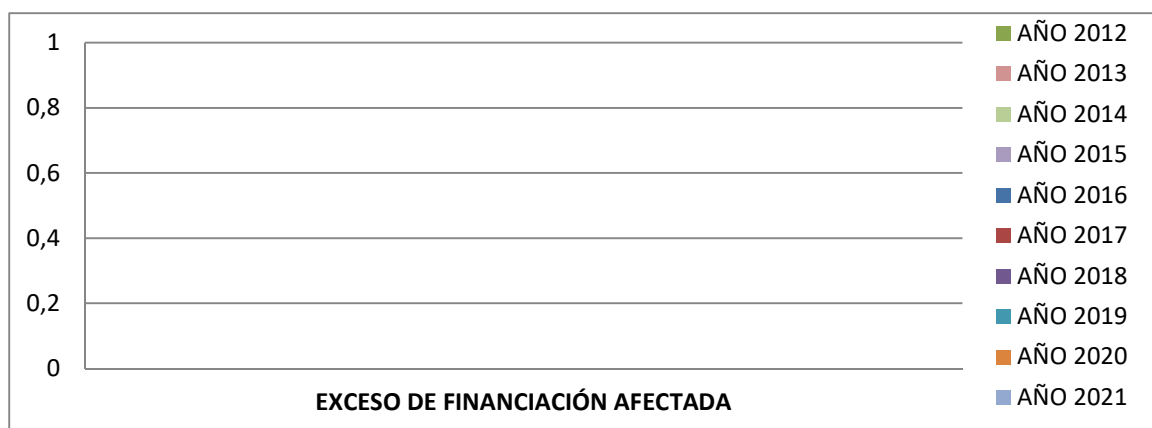 1
0,8
0,6
0,4
0,2
0
EXCESO DE FINANCIACIÓN AFECTADA
AÑO 2012
AÑO 2013
AÑO 2014
AÑO 2015
AÑO 2016
AÑO 2017
AÑO 2018
AÑO 2019
AÑO 2020
AÑO 2021